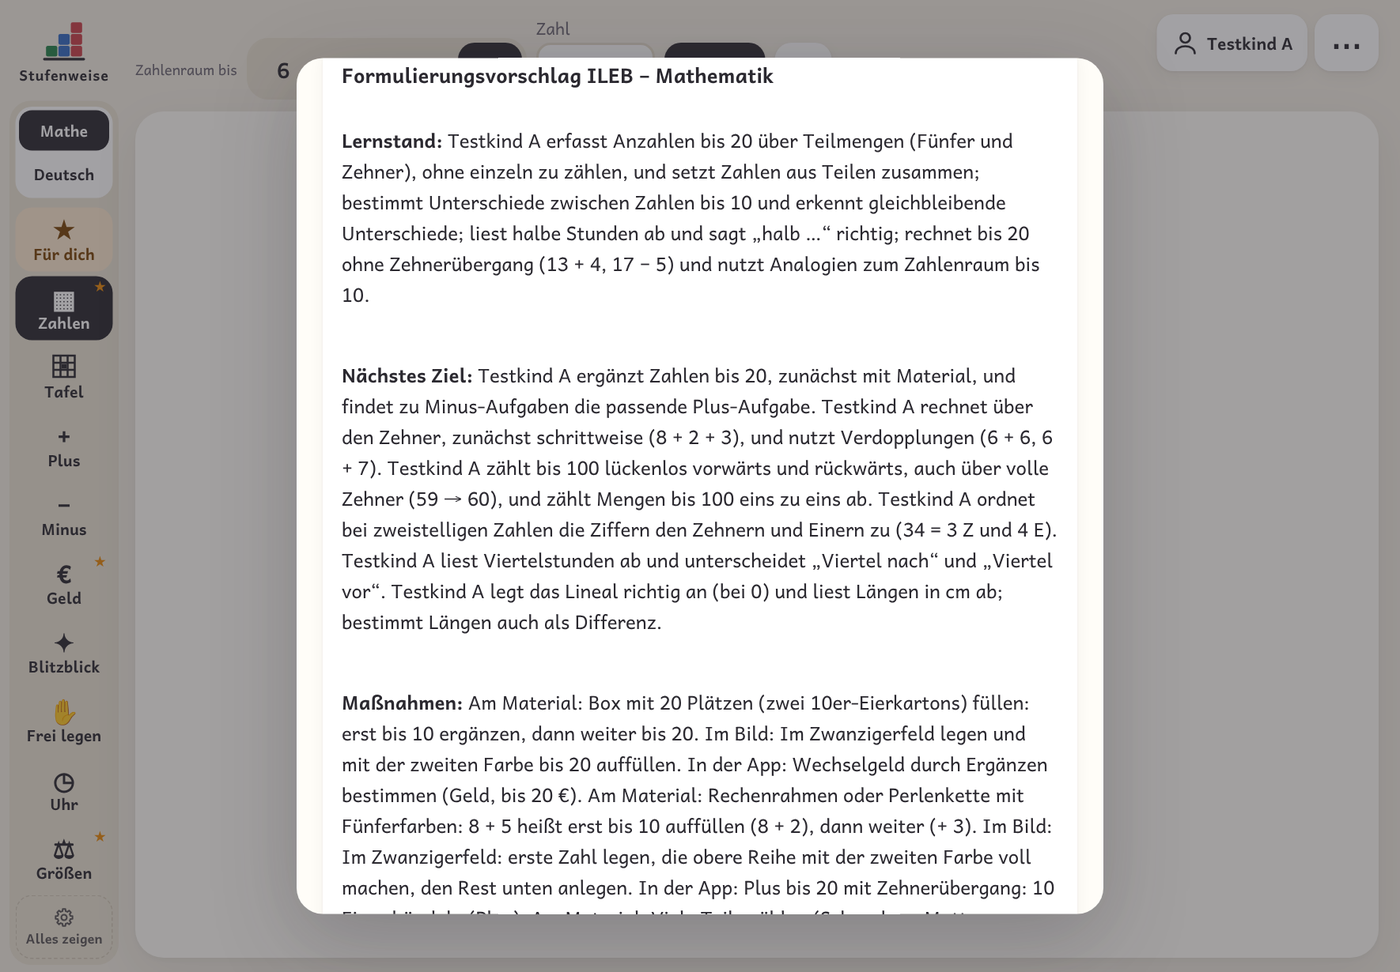 Zahl
Zahlenraum bis
6
Testkind A
...
Stufenweise
Mathe
Deutsch
Für dich
Zahlen
Tafel
+
Plus
−
Minus
€
Geld
Blitzblick
Frei legen
Uhr
Größen
Alles zeigen
Formulierungsvorschlag ILEB – Mathematik
Lernstand: Testkind A erfasst Anzahlen bis 20 über Teilmengen (Fünfer und
Zehner), ohne einzeln zu zählen, und setzt Zahlen aus Teilen zusammen;
bestimmt Unterschiede zwischen Zahlen bis 10 und erkennt gleichbleibende
Unterschiede; liest halbe Stunden ab und sagt „halb ...“ richtig; rechnet bis 20
ohne Zehnerübergang (13 + 4, 17 − 5) und nutzt Analogien zum Zahlenraum bis
10.
Nächstes Ziel: Testkind A ergänzt Zahlen bis 20, zunächst mit Material, und
findet zu Minus-Aufgaben die passende Plus-Aufgabe. Testkind A rechnet über
den Zehner, zunächst schrittweise (8 + 2 + 3), und nutzt Verdopplungen (6 + 6, 6
+ 7). Testkind A zählt bis 100 lückenlos vorwärts und rückwärts, auch über volle
Zehner (59 → 60), und zählt Mengen bis 100 eins zu eins ab. Testkind A ordnet
bei zweistelligen Zahlen die Ziffern den Zehnern und Einern zu (34 = 3 Z und 4 E).
Testkind A liest Viertelstunden ab und unterscheidet „Viertel nach“ und „Viertel
vor“. Testkind A legt das Lineal richtig an (bei 0) und liest Längen in cm ab;
bestimmt Längen auch als Differenz.
Maßnahmen: Am Material: Box mit 20 Plätzen (zwei 10er-Eierkartons) füllen:
erst bis 10 ergänzen, dann weiter bis 20. Im Bild: Im Zwanzigerfeld legen und
mit der zweiten Farbe bis 20 auffüllen. In der App: Wechselgeld durch Ergänzen
bestimmen (Geld, bis 20 €). Am Material: Rechenrahmen oder Perlenkette mit
Fünferfarben: 8 + 5 heißt erst bis 10 auffüllen (8 + 2), dann weiter (+ 3). Im Bild:
Im Zwanzigerfeld: erste Zahl legen, die obere Reihe mit der zweiten Farbe voll
machen, den Rest unten anlegen. In der App: Plus bis 20 mit Zehnerübergang: 10